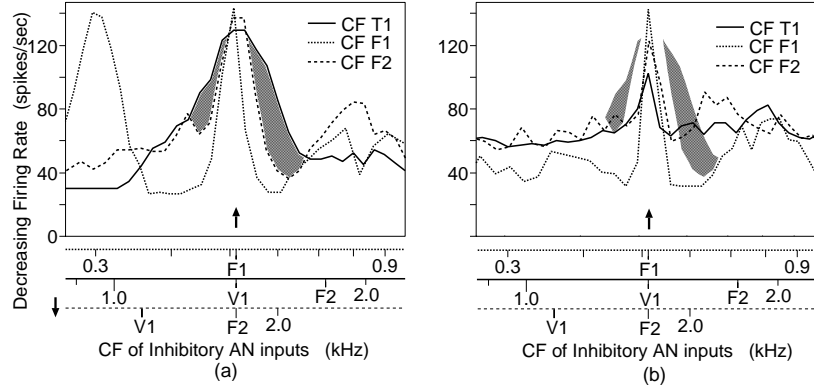 Decreasing Firing Rate (spikes/sec)
120
80
40
0
CF T1
CF F1
CF F2
0.3 F1 0.9
1.0 V1 F2 2.0
V1 F2 2.0
CF of Inhibitory AN inputs (kHz)
(a)
120
80
40
0
CF T1
CF F1
CF F2
0.3 F1 0.9
1.0 V1 F2 2.0
V1 F2 2.0
CF of Inhibitory AN inputs (kHz)
(b)